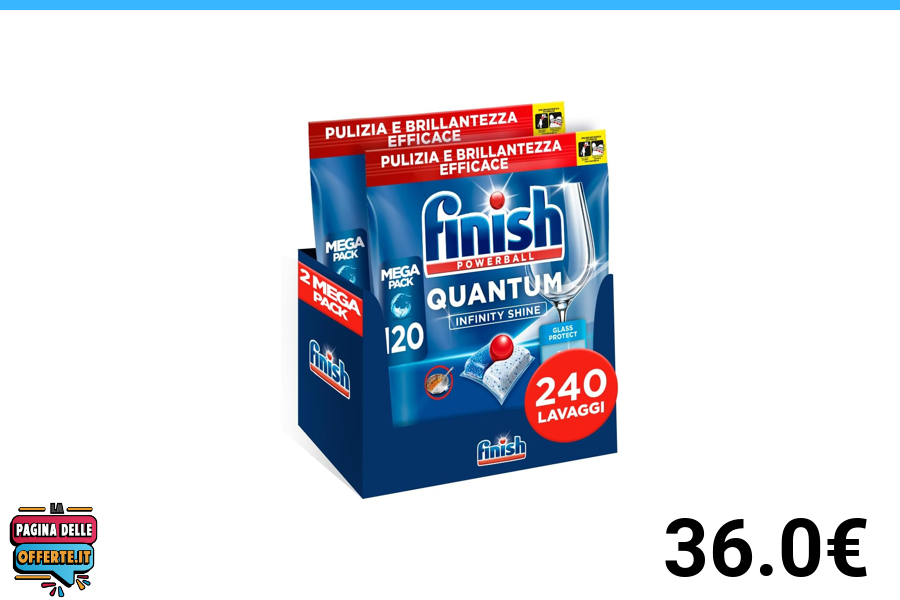 PULIZIA E BRILLANTEZZA
EFFICACE
PULIZIA E BRILLANTEZZA
EFFICACE
finish
POWERBALL
MEGA
PACK
MEGA
PACK
120
QUANTUM
INFINITY SHINE
GLASS
PROTECT
2 MEGA
PACK
finish
240
LAVAGGI
finish
LA
PAGINA DELLE
OFFERTE.IT
36.0€